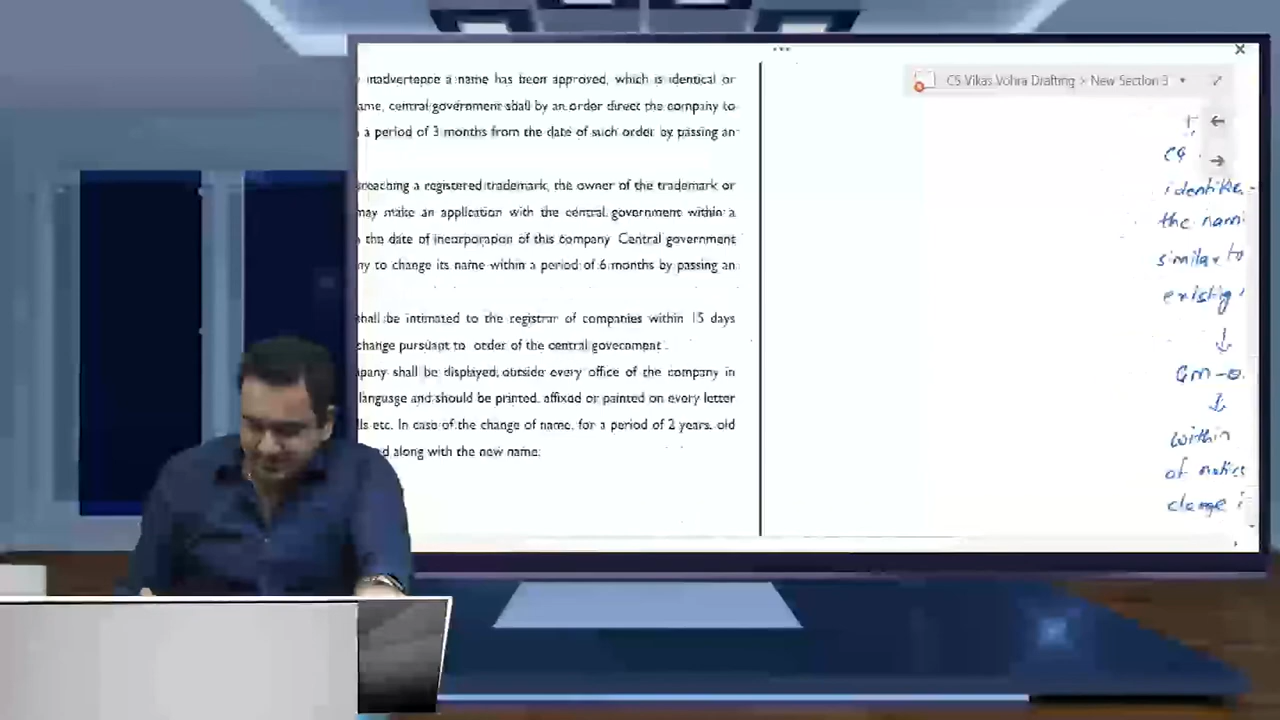 inadvertence a name has been approved, which is identical or
ame, central government shall by an order direct the company to
a period of 3 months from the date of such order by passing an
reaching a registered trademark, the owner of the trademark or
may make an application with the central government within a
the date of incorporation of this company Central government
ny to change its name within a period of 6 months by passing an
shall be intimated to the registrar of companies within 15 days
change pursuant to order of the central government
pany shall be displayed outside every office of the company in
language and should be printed, affixed or painted on every letter
lls etc. In case of the change of name, for a period of 2 years, old
d along with the new name.
CS Vikas Vohra Drafting > New Section 3
CG
identica
the nam
similar to
existing
within
of notice
change i